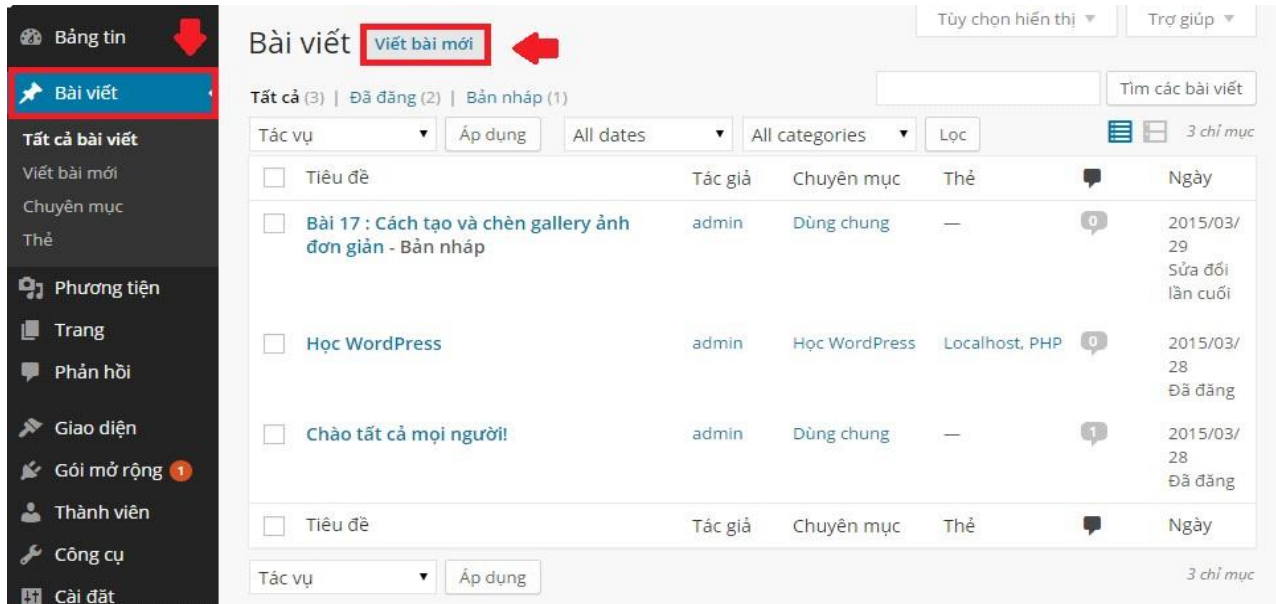 Bảng tin
Bài viết
Tất cả bài viết
Viết bài mới
Chuyên mục
Thẻ
Phương tiện
Trang
Phản hồi
Giao diện
Gói mở rộng 1
Thành viên
Công cụ
Cài đặt
Tùy chọn hiển thị Trợ giúp
Bài viết Viết bài mới
Tất cả (3) | Đã đăng (2) | Bản nháp (1)
Tìm các bài viết
Tác vụ Áp dụng All dates All categories Lọc 3 chỉ mục
Tiêu đề Tác giả Chuyên mục Thẻ Ngày
Bài 17 : Cách tạo và chèn gallery ảnh admin Dùng chung — 0 2015/03/
đơn giản - Bản nháp 29
Sửa đổi
lần cuối
Học WordPress admin Học WordPress Localhost, PHP 0 2015/03/
28
Đã đăng
Chào tất cả mọi người! admin Dùng chung — 1 2015/03/
28
Đã đăng
Tiêu đề Tác giả Chuyên mục Thẻ Ngày
Tác vụ Áp dụng 3 chỉ mục